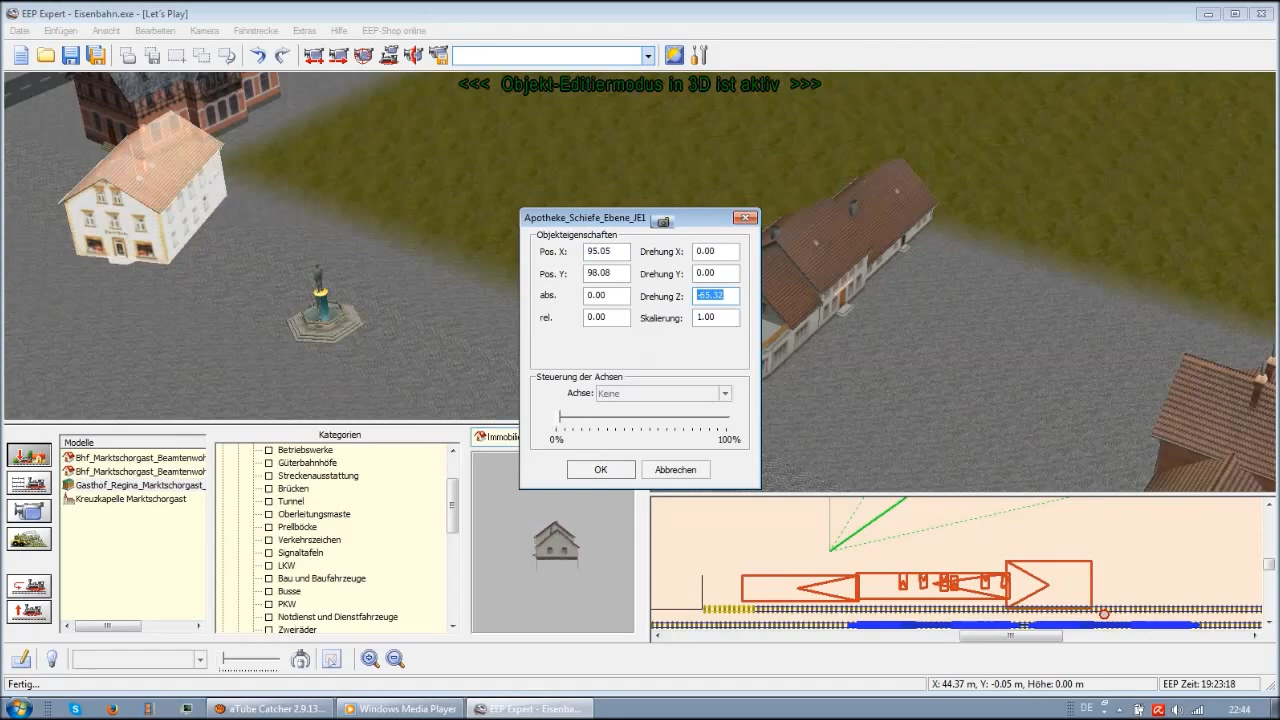 EEP Expert - Eisenbahn.exe - [Let´s Play]
Datei Einfügen Ansicht Bearbeiten Kamera Fahrstrecke Extras Hilfe EEP-Shop online
<<< Objekt-Editiermodus in 3D ist aktiv >>>
Apotheke_Schiefe_Ebene_JE1
Objekteigenschaften
Pos. X: 95.05 Drehung X: 0.00
Pos. Y: 98.08 Drehung Y: 0.00
abs. 0.00 Drehung Z: -65.32
rel. 0.00 Skalierung: 1.00
Steuerung der Achsen
Achse: Keine
0% 100%
OK Abbrechen
Modelle
Bhf_Marktschorgast_Beamtenwoh
Bhf_Marktschorgast_Beamtenwoh
Gasthof_Regina_Marktschorgast_
Kreuzkapelle Marktschorgast
Kategorien
Betriebswerke
Güterbahnhöfe
Streckenausstattung
Brücken
Tunnel
Oberleitungsmaste
Prellböcke
Verkehrszeichen
Signaltafeln
LKW
Bau und Baufahrzeuge
Busse
PKW
Notdienst und Dienstfahrzeuge
Zweiräder
Immobili
Fertig...
X: 44.37 m, Y: -0.05 m, Höhe: 0.00 m
EEP Zeit: 19:23:18
aTube Catcher 2.9.13... Windows Media Player EEP Expert - Eisenba... DE 22:44